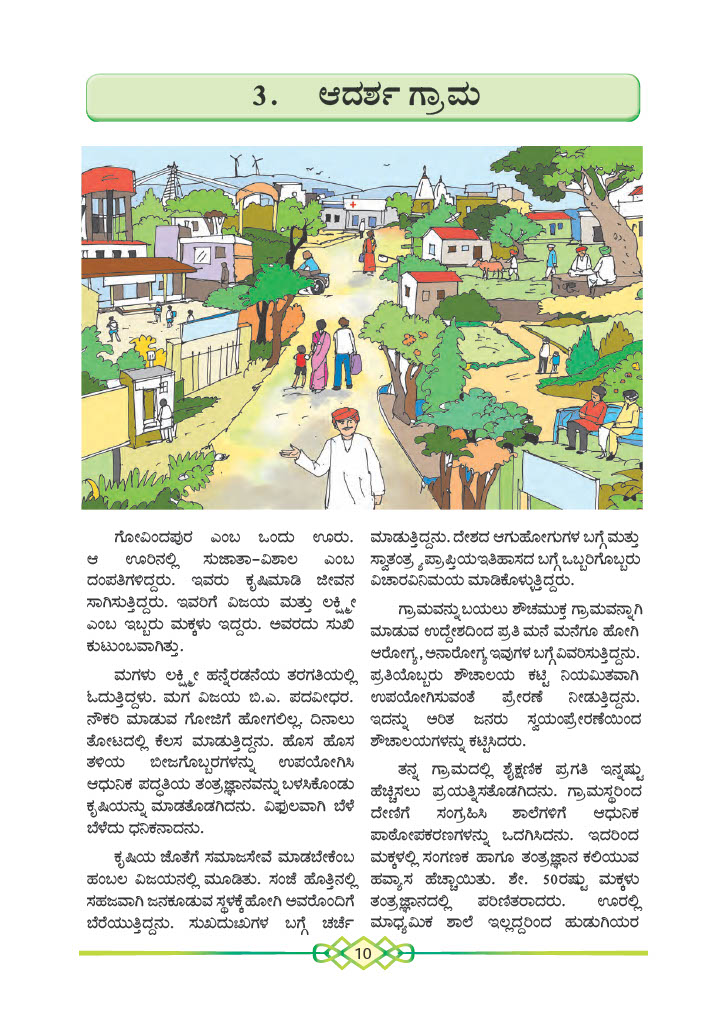 3. ಆದರ್ಶ ಗ್ರಾಮ
ಗೋವಿಂದಪುರ ಎಂಬ ಒಂದು ಊರು.
ಆ ಊರಿನಲ್ಲಿ ಸುಜಾತಾ-ವಿಶಾಲ ಎಂಬ
ದಂಪತಿಗಳಿದ್ದರು. ಇವರು ಕೃಷಿಮಾಡಿ ಜೀವನ
ಸಾಗಿಸುತ್ತಿದ್ದರು. ಇವರಿಗೆ ವಿಜಯ ಮತ್ತು ಲಕ್ಷ್ಮೀ
ಎಂಬ ಇಬ್ಬರು ಮಕ್ಕಳು ಇದ್ದರು. ಅವರದು ಸುಖಿ
ಕುಟುಂಬವಾಗಿತ್ತು.
ಮಗಳು ಲಕ್ಷ್ಮೀ ಹನ್ನೆರಡನೆಯ ತರಗತಿಯಲ್ಲಿ
ಓದುತ್ತಿದ್ದಳು. ಮಗ ವಿಜಯ ಬಿ.ಎ. ಪದವೀಧರ.
ನೌಕರಿ ಮಾಡುವ ಗೋಜಿಗೆ ಹೋಗಲಿಲ್ಲ. ದಿನಾಲು
ತೋಟದಲ್ಲಿ ಕೆಲಸ ಮಾಡುತ್ತಿದ್ದನು. ಹೊಸ ಹೊಸ
ತಳಿಯ ಬೀಜಗೊಬ್ಬರಗಳನ್ನು ಉಪಯೋಗಿಸಿ
ಆಧುನಿಕ ಪದ್ಧತಿಯ ತಂತ್ರಜ್ಞಾನವನ್ನು ಬಳಸಿಕೊಂಡು
ಕೃಷಿಯನ್ನು ಮಾಡತೊಡಗಿದನು. ವಿಫುಲವಾಗಿ ಬೆಳೆ
ಬೆಳೆದು ಧನಿಕನಾದನು.
ಕೃಷಿಯ ಜೊತೆಗೆ ಸಮಾಜಸೇವೆ ಮಾಡಬೇಕೆಂಬ
ಹಂಬಲ ವಿಜಯನಲ್ಲಿ ಮೂಡಿತು. ಸಂಜೆ ಹೊತ್ತಿನಲ್ಲಿ
ಸಹಜವಾಗಿ ಜನಕೂಡುವ ಸ್ಥಳಕ್ಕೆ ಹೋಗಿ ಅವರೊಂದಿಗೆ
ಬೆರೆಯುತ್ತಿದ್ದನು. ಸುಖದುಃಖಗಳ ಬಗ್ಗೆ ಚರ್ಚೆ
ಮಾಡುತ್ತಿದ್ದನು. ದೇಶದ ಆಗುಹೋಗುಗಳ ಬಗ್ಗೆ ಮತ್ತು
ಸ್ವಾತಂತ್ರ್ಯಪ್ರಾಪ್ತಿಯಇತಿಹಾಸದ ಬಗ್ಗೆ ಒಬ್ಬರಿಗೊಬ್ಬರು
ವಿಚಾರವಿನಿಮಯ ಮಾಡಿಕೊಳ್ಳುತ್ತಿದ್ದರು.
ಗ್ರಾಮವನ್ನು ಬಯಲು ಶೌಚಮುಕ್ತ ಗ್ರಾಮವನ್ನಾಗಿ
ಮಾಡುವ ಉದ್ದೇಶದಿಂದ ಪ್ರತಿ ಮನೆ ಮನೆಗೂ ಹೋಗಿ
ಆರೋಗ್ಯ, ಅನಾರೋಗ್ಯ ಇವುಗಳ ಬಗ್ಗೆ ವಿವರಿಸುತ್ತಿದ್ದನು.
ಪ್ರತಿಯೊಬ್ಬರು ಶೌಚಾಲಯ ಕಟ್ಟಿ ನಿಯಮಿತವಾಗಿ
ಉಪಯೋಗಿಸುವಂತೆ ಪ್ರೇರಣೆ ನೀಡುತ್ತಿದ್ದನು.
ಇದನ್ನು ಅರಿತ ಜನರು ಸ್ವಯಂಪ್ರೇರಣೆಯಿಂದ
ಶೌಚಾಲಯಗಳನ್ನು ಕಟ್ಟಿಸಿದರು.
ತನ್ನ ಗ್ರಾಮದಲ್ಲಿ ಶೈಕ್ಷಣಿಕ ಪ್ರಗತಿ ಇನ್ನಷ್ಟು
ಹೆಚ್ಚಿಸಲು ಪ್ರಯತ್ನಿಸತೊಡಗಿದನು. ಗ್ರಾಮಸ್ಥರಿಂದ
ದೇಣಿಗೆ ಸಂಗ್ರಹಿಸಿ ಶಾಲೆಗಳಿಗೆ ಆಧುನಿಕ
ಪಾಠೋಪಕರಣಗಳನ್ನು ಒದಗಿಸಿದನು. ಇದರಿಂದ
ಮಕ್ಕಳಲ್ಲಿ ಸಂಗಣಕ ಹಾಗೂ ತಂತ್ರಜ್ಞಾನ ಕಲಿಯುವ
ಹವ್ಯಾಸ ಹೆಚ್ಚಾಯಿತು. ಶೇ. 50ರಷ್ಟು ಮಕ್ಕಳು
ತಂತ್ರಜ್ಞಾನದಲ್ಲಿ ಪರಿಣಿತರಾದರು. ಊರಲ್ಲಿ
ಮಾಧ್ಯಮಿಕ ಶಾಲೆ ಇಲ್ಲದ್ದರಿಂದ ಹುಡುಗಿಯರ
10